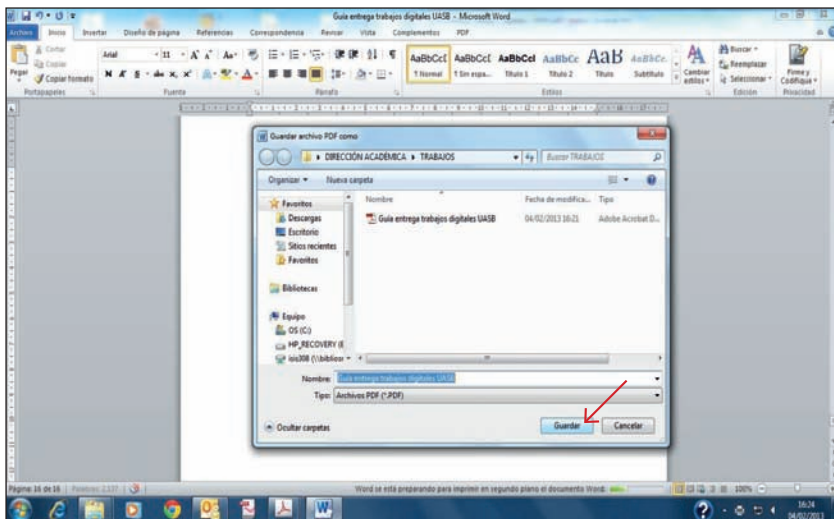 Guia entrega trabajos digitales UASB - Microsoft Word
Archivo Inicio Insertar Diseño de página Referencias Correspondencia Revisar Vista Complementos PDF
Cortar
Copiar
Copiar formato
Pegar
Portapapeles
Arial 11
Fuente
Párrafo
AaBbCcI AaBbCcI AaBbCcI AaBbCc AaB AaBbCc.
¶ Normal ¶ Sin espa... Título 1 Título 2 Título Subtítulo
Cambiar estilos
Estilos
Buscar
Reemplazar
Seleccionar
Edición
Firme y Codifique
Privacidad
Guardar archivo PDF como
DIRECCIÓN ACADÉMICA TRABAJOS
Buscar TRABAJOS
Organizar Nueva carpeta
Nombre Fecha de modifica... Tipo
Guia entrega trabajos digitales UASB 04/02/2013 16:21 Adobe Acrobat D...
Favoritos
Descargas
Escritorio
Sitios recientes
Favoritos
Bibliotecas
Equipo
OS (C:)
HP_RECOVERY (E
Nombre: Guia entrega trabajos digitales UASB
Tipo: Archivos PDF (*.PDF)
Ocultar carpetas
Guardar Cancelar
Página: 16 de 16 Palabras: 2.337
Word se está preparando para imprimir en segundo plano el documento Word:
100%
16:24
04/02/2013